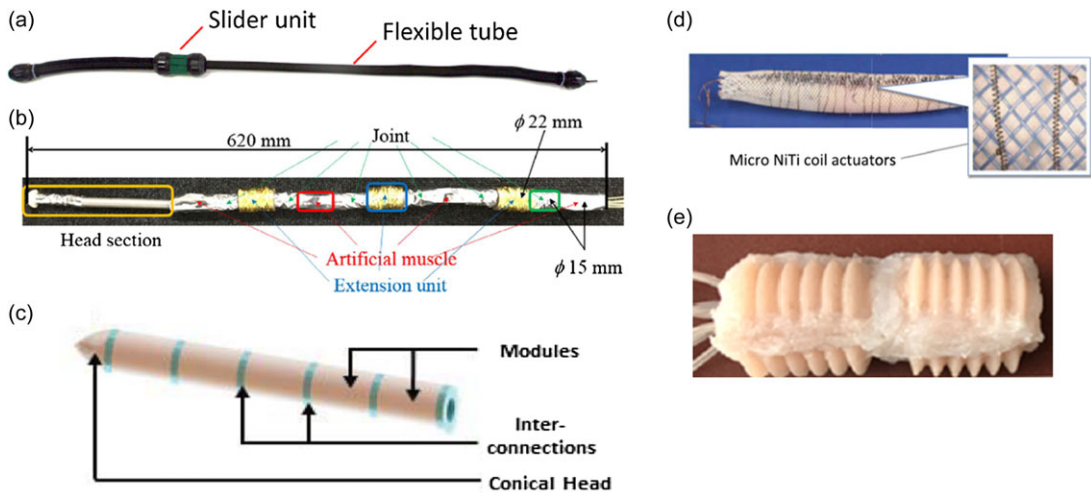 (a)
Slider unit
Flexible tube
(b)
620 mm
Joint
ϕ 22 mm
Head section
Artificial muscle
Extension unit
ϕ 15 mm
(c)
Modules
Inter-
connections
Conical Head
(d)
Micro NiTi coil actuators
(e)